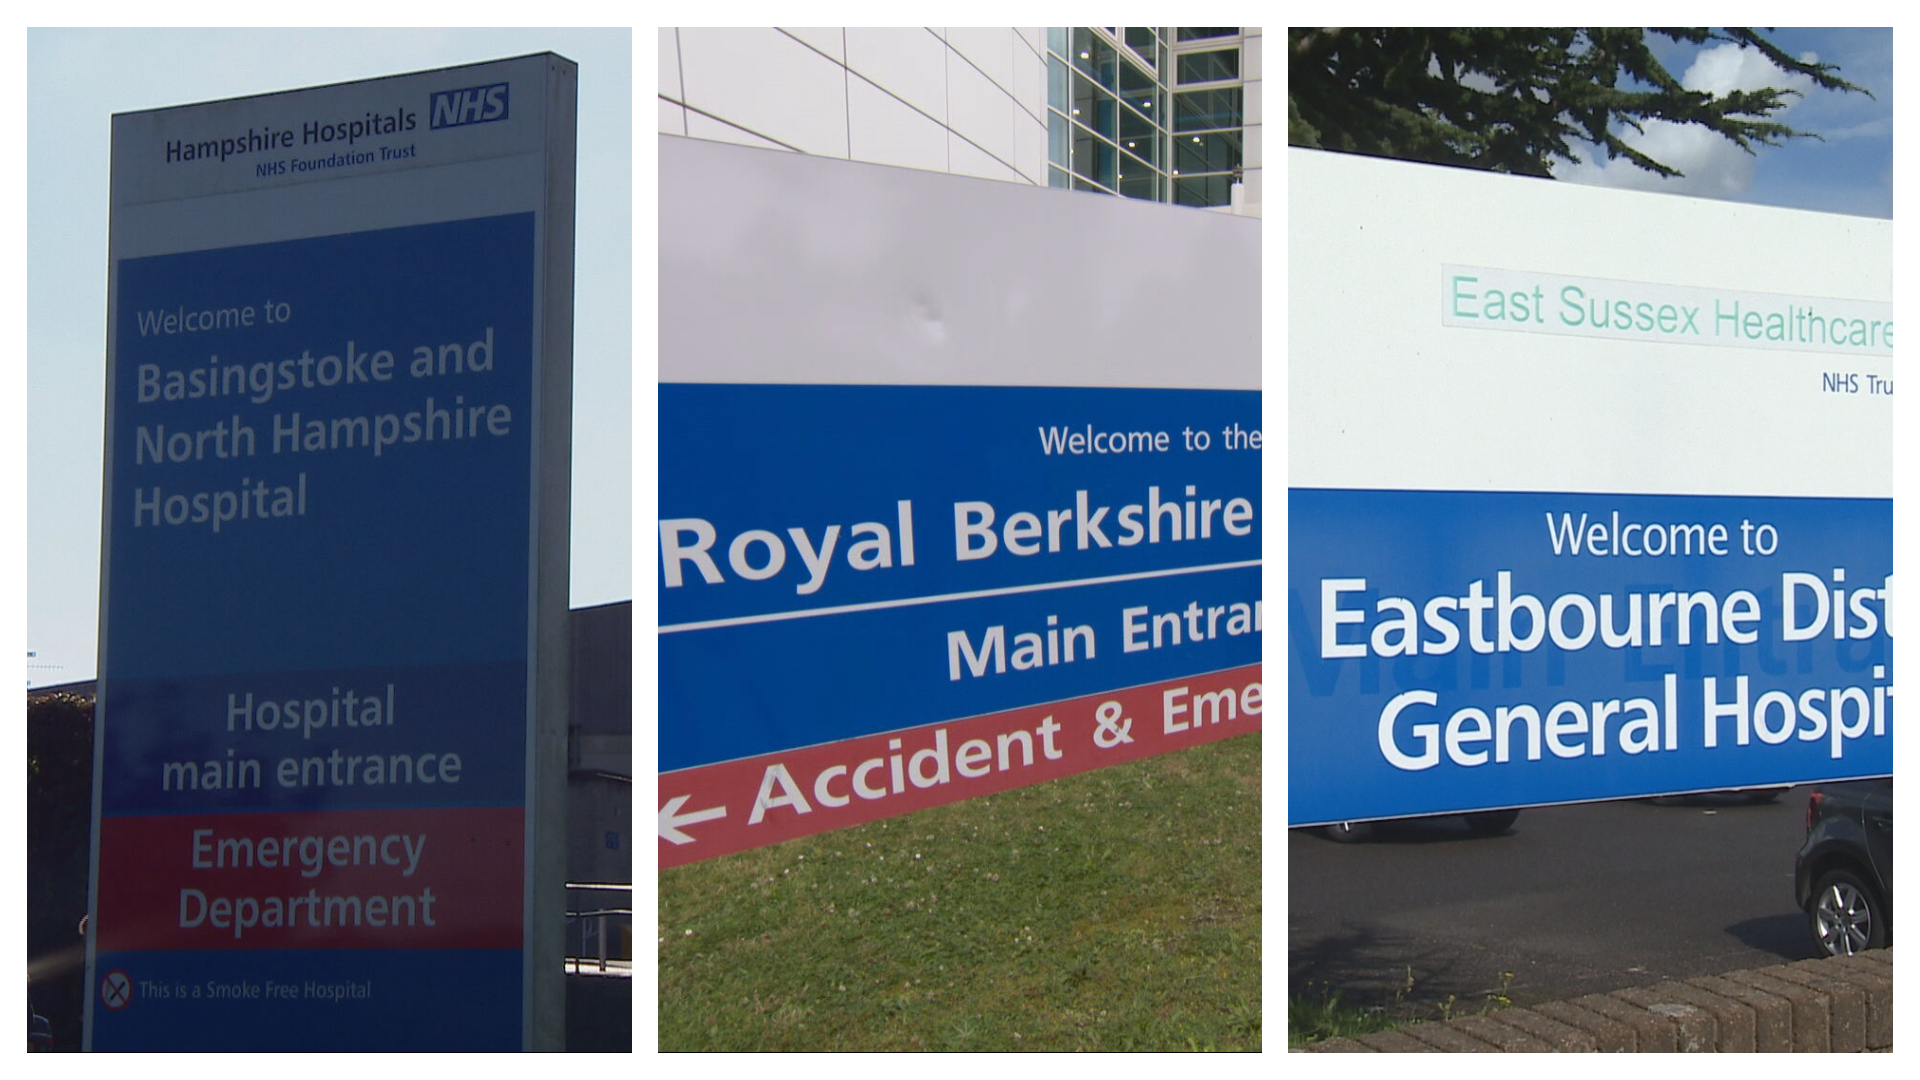 Hampshire Hospitals NHS
NHS Foundation Trust
Welcome to
Basingstoke and
North Hampshire
Hospital
Hospital
main entrance
Emergency
Department
This is a Smoke Free Hospital
Welcome to the
Royal Berkshire
Main Entran
Accident & Eme
East Sussex Healthcare
NHS Tru
Welcome to
Eastbourne Dist
General Hospit